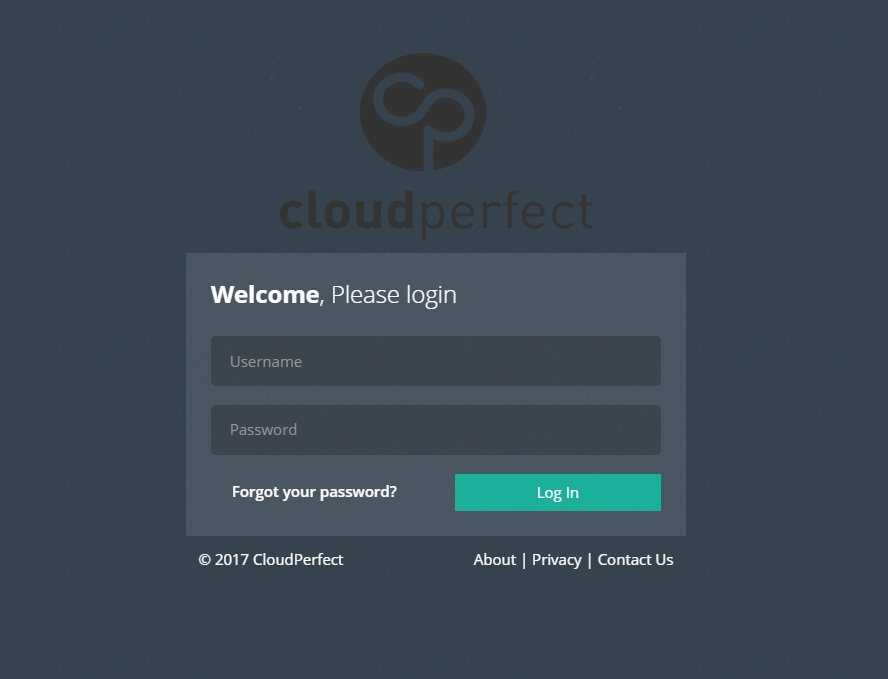 cloudperfect
Welcome, Please login
Username
Password
Forgot your password?
Log In
© 2017 CloudPerfect
About | Privacy | Contact Us